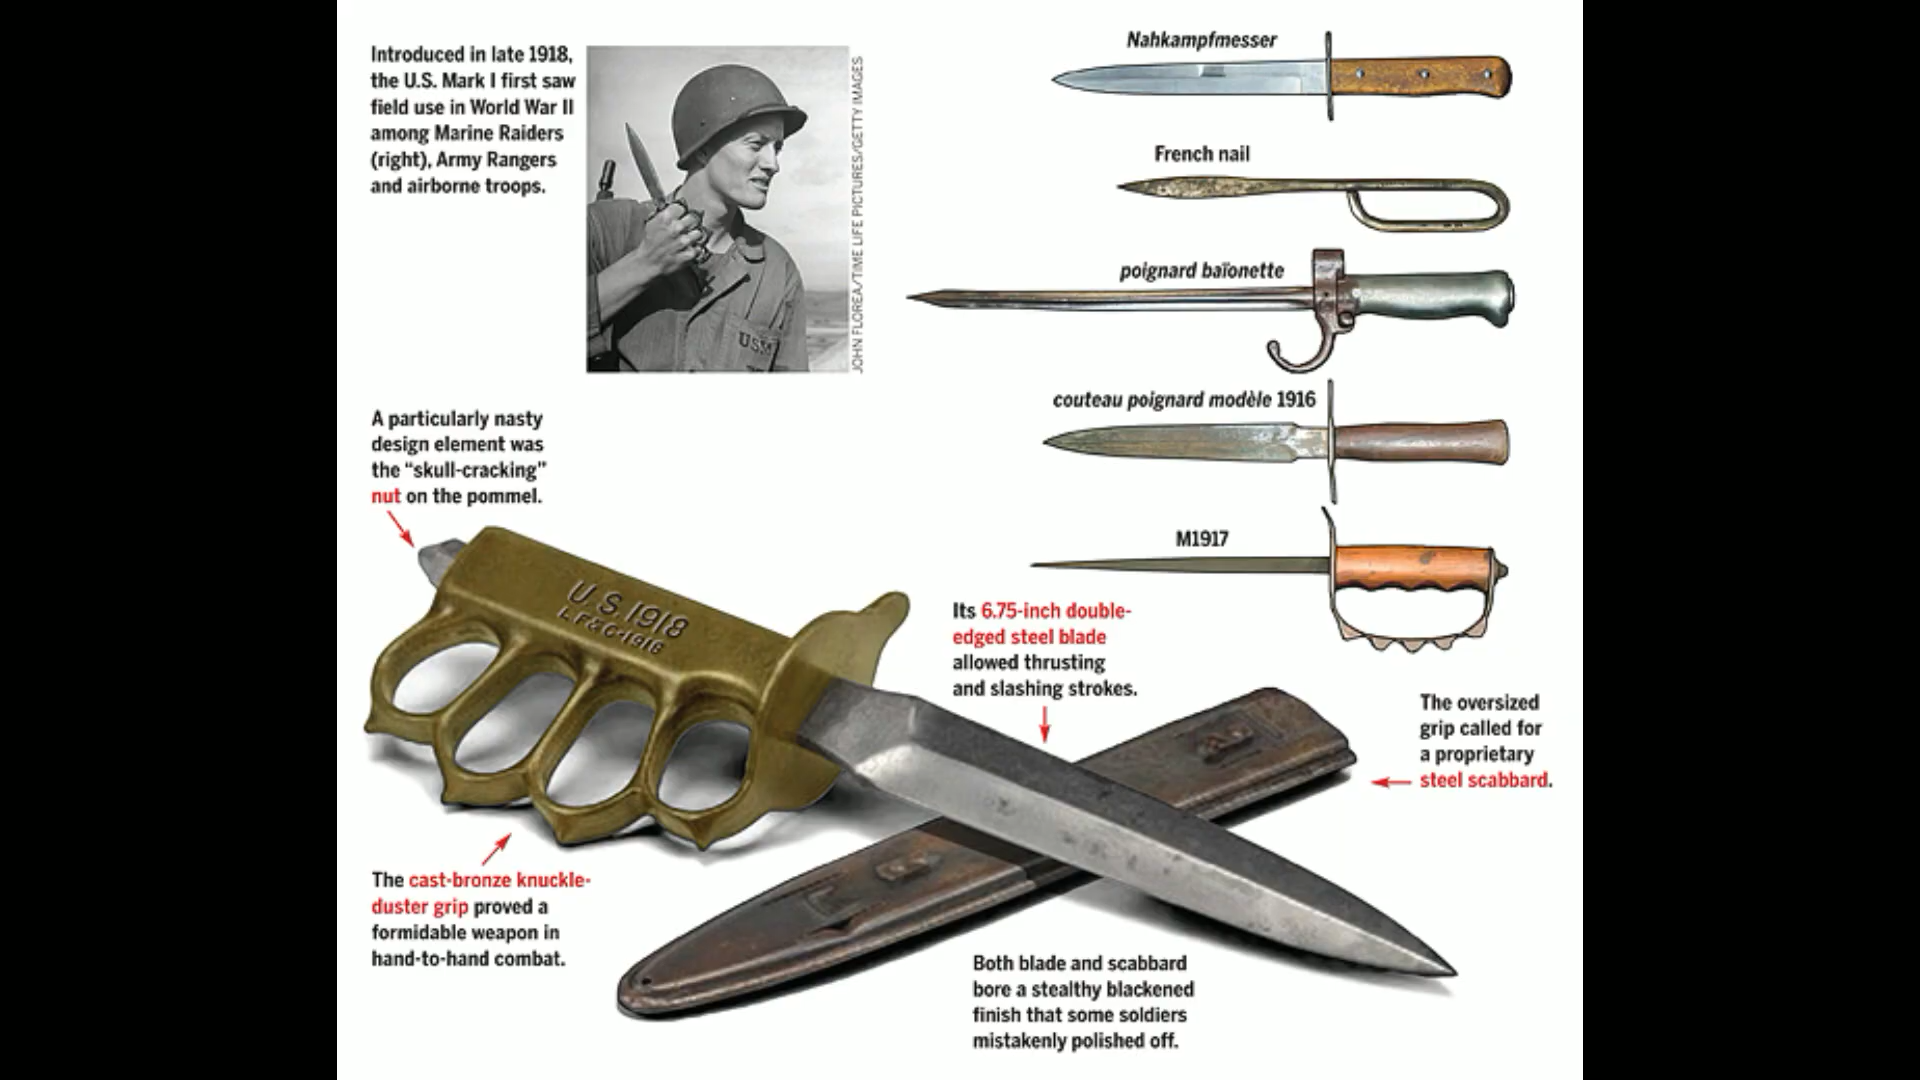 Introduced in late 1918,
the U.S. Mark I first saw
field use in World War II
among Marine Raiders
(right), Army Rangers
and airborne troops.
JOHN FLOREA/TIME LIFE PICTURES/GETTY IMAGES
USMC
Nahkampfmesser
French nail
poignard baïonette
couteau poignard modèle 1916
M1917
A particularly nasty
design element was
the “skull-cracking”
nut on the pommel.
U. S. 1918
L. F. & C.-1918
Its 6.75-inch double-
edged steel blade
allowed thrusting
and slashing strokes.
The oversized
grip called for
a proprietary
steel scabbard.
The cast-bronze knuckle-
duster grip proved a
formidable weapon in
hand-to-hand combat.
Both blade and scabbard
bore a stealthy blackened
finish that some soldiers
mistakenly polished off.